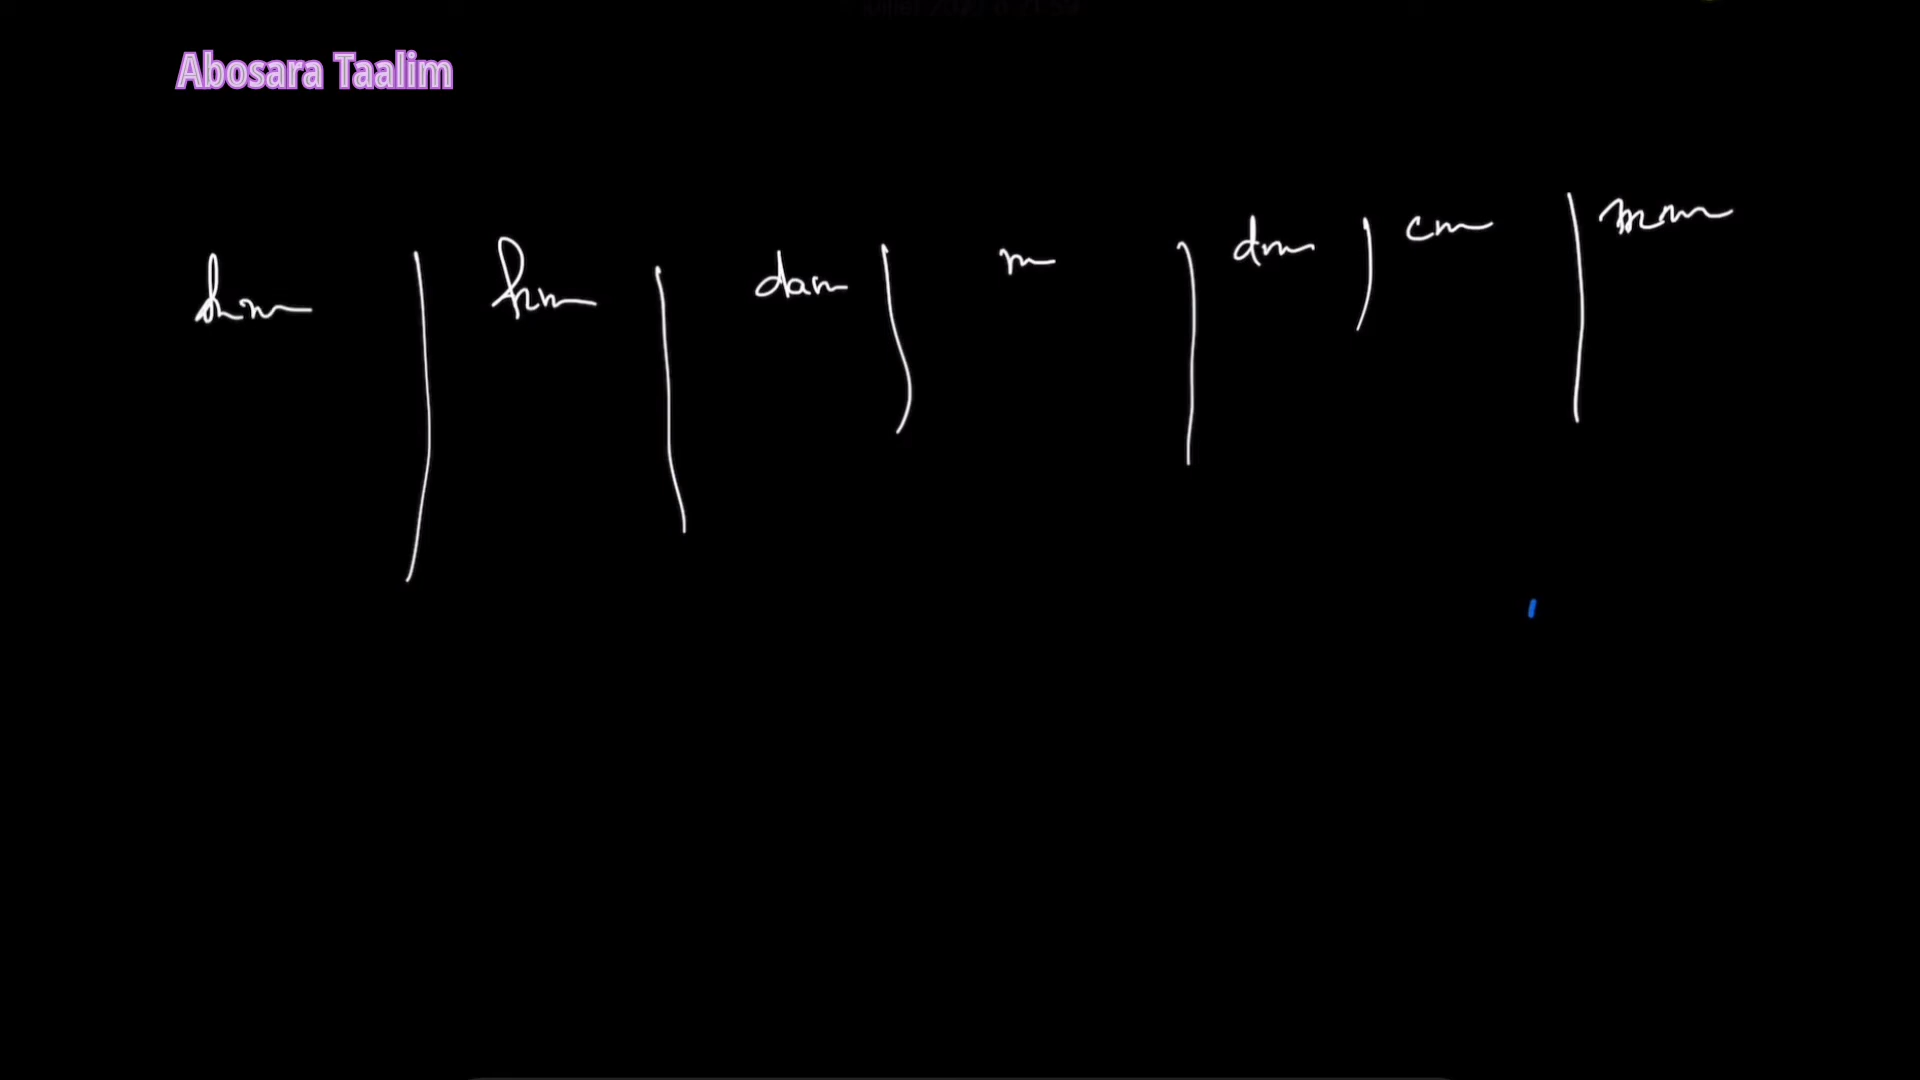 Abosara Taalim
km | hm | dam | m | dm | cm | mm